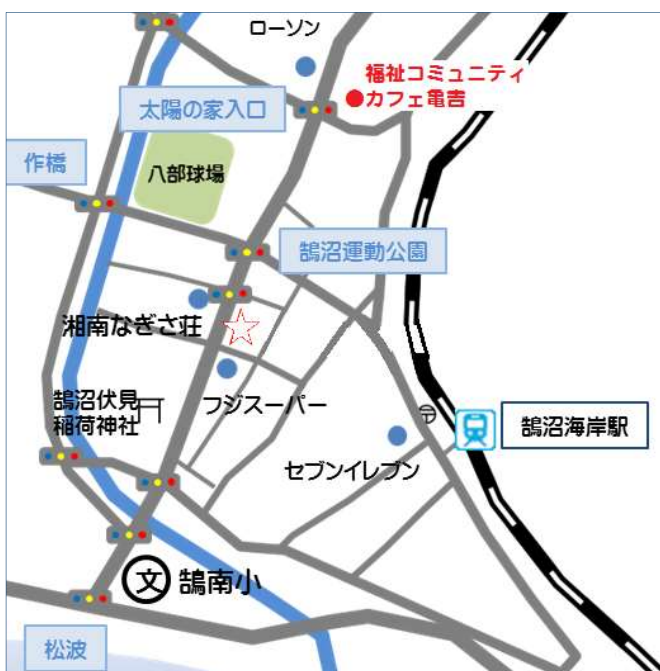 ローソン
福祉コミュニティ
カフェ亀吉
太陽の家入口
作橋
八部球場
鵠沼運動公園
湘南なぎさ荘
フジスーパー
鵠沼伏見
稲荷神社
〒
鵠沼海岸駅
セブンイレブン
文
鵠南小
松波